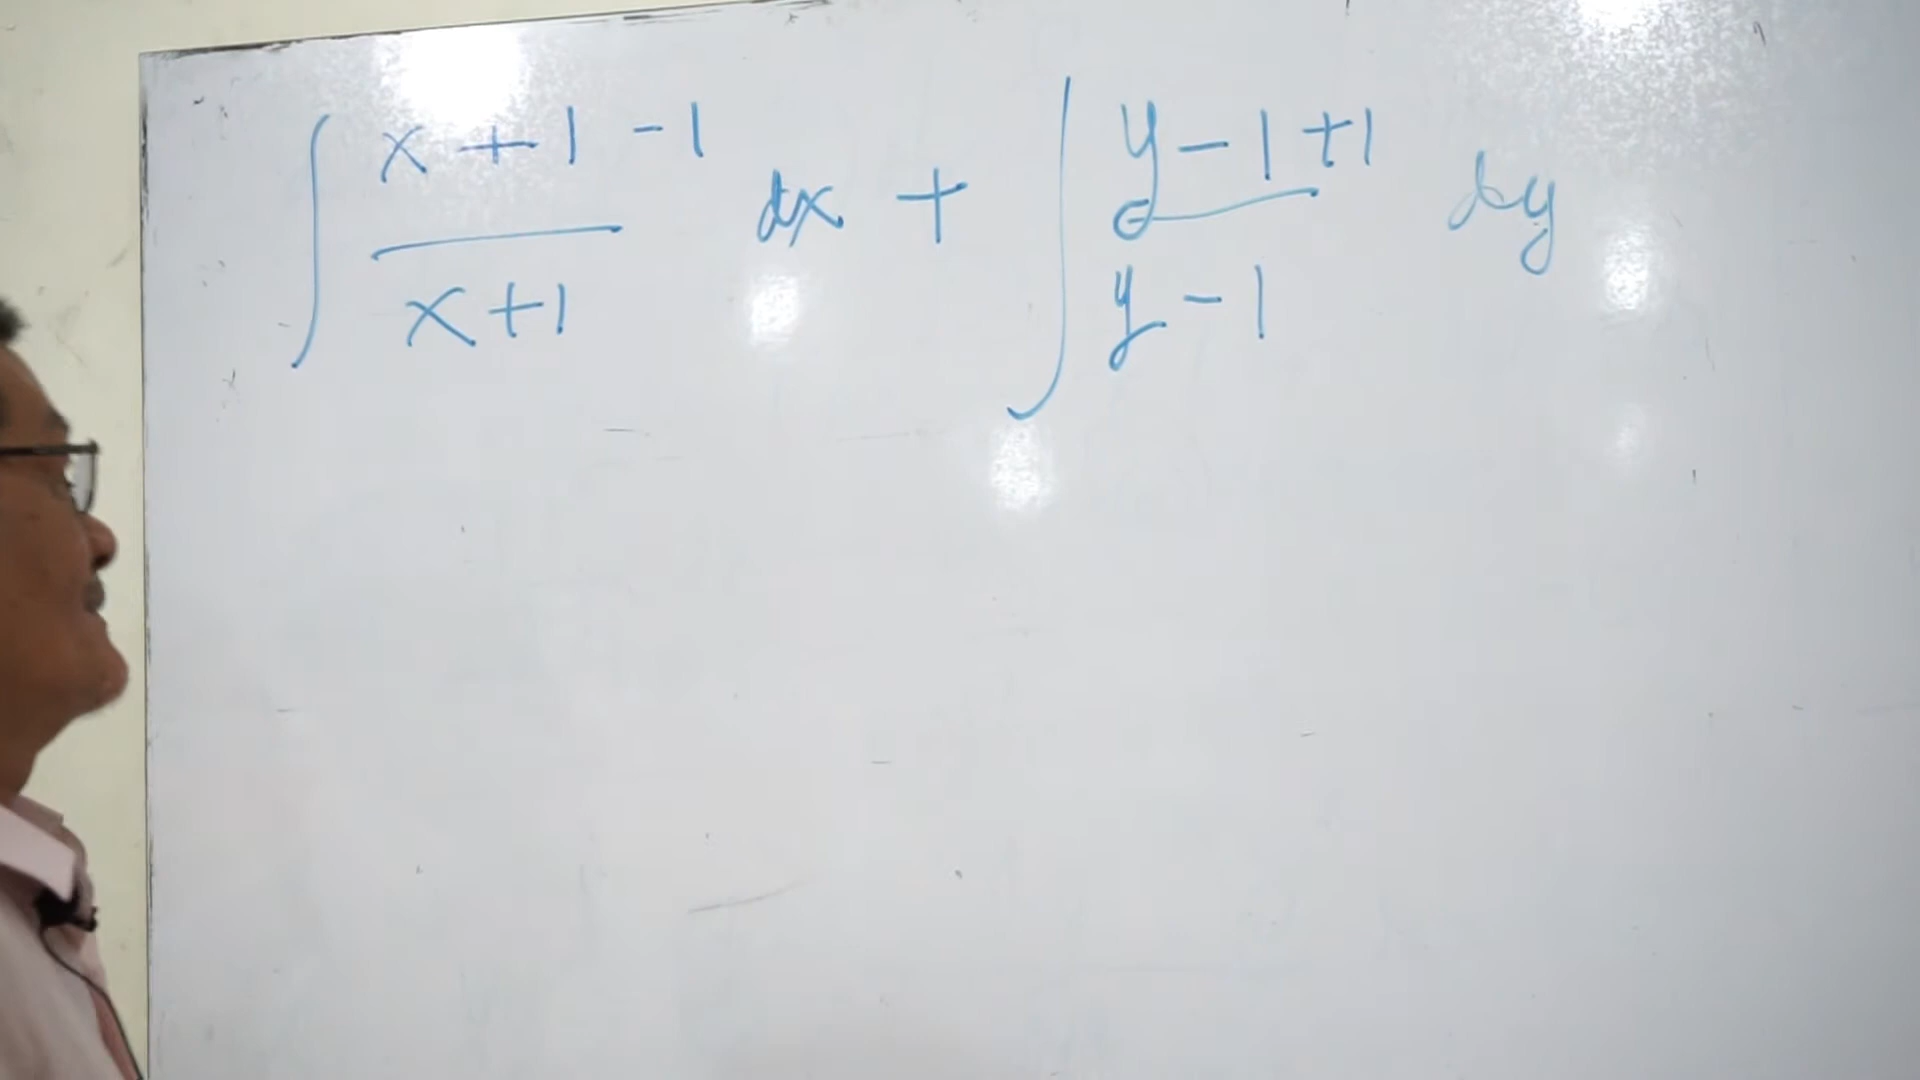 ∫ (x + 1 - 1)/(x + 1) dx + ∫ (y - 1 + 1)/(y - 1) dy